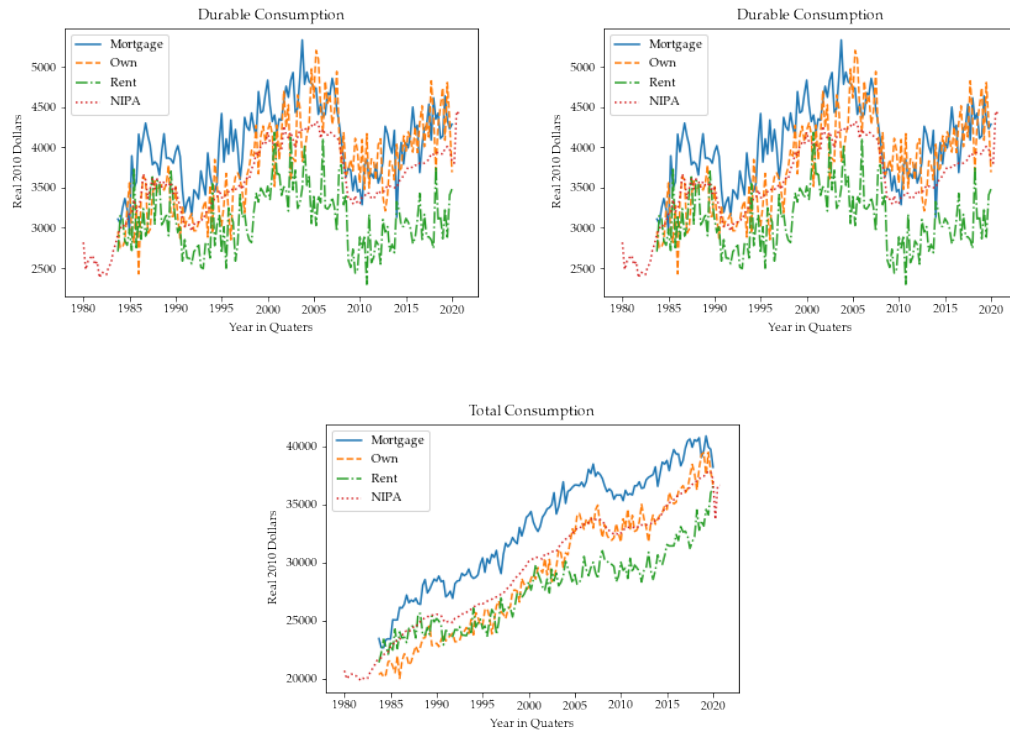 Durable Consumption
Mortgage
Own
Rent
NIPA
5000
4500
4000
3500
3000
2500
Real 2010 Dollars
1980 1985 1990 1995 2000 2005 2010 2015 2020
Year in Quaters
Durable Consumption
Mortgage
Own
Rent
NIPA
5000
4500
4000
3500
3000
2500
Real 2010 Dollars
1980 1985 1990 1995 2000 2005 2010 2015 2020
Year in Quaters
Total Consumption
Mortgage
Own
Rent
NIPA
40000
35000
30000
25000
20000
Real 2010 Dollars
1980 1985 1990 1995 2000 2005 2010 2015 2020
Year in Quaters